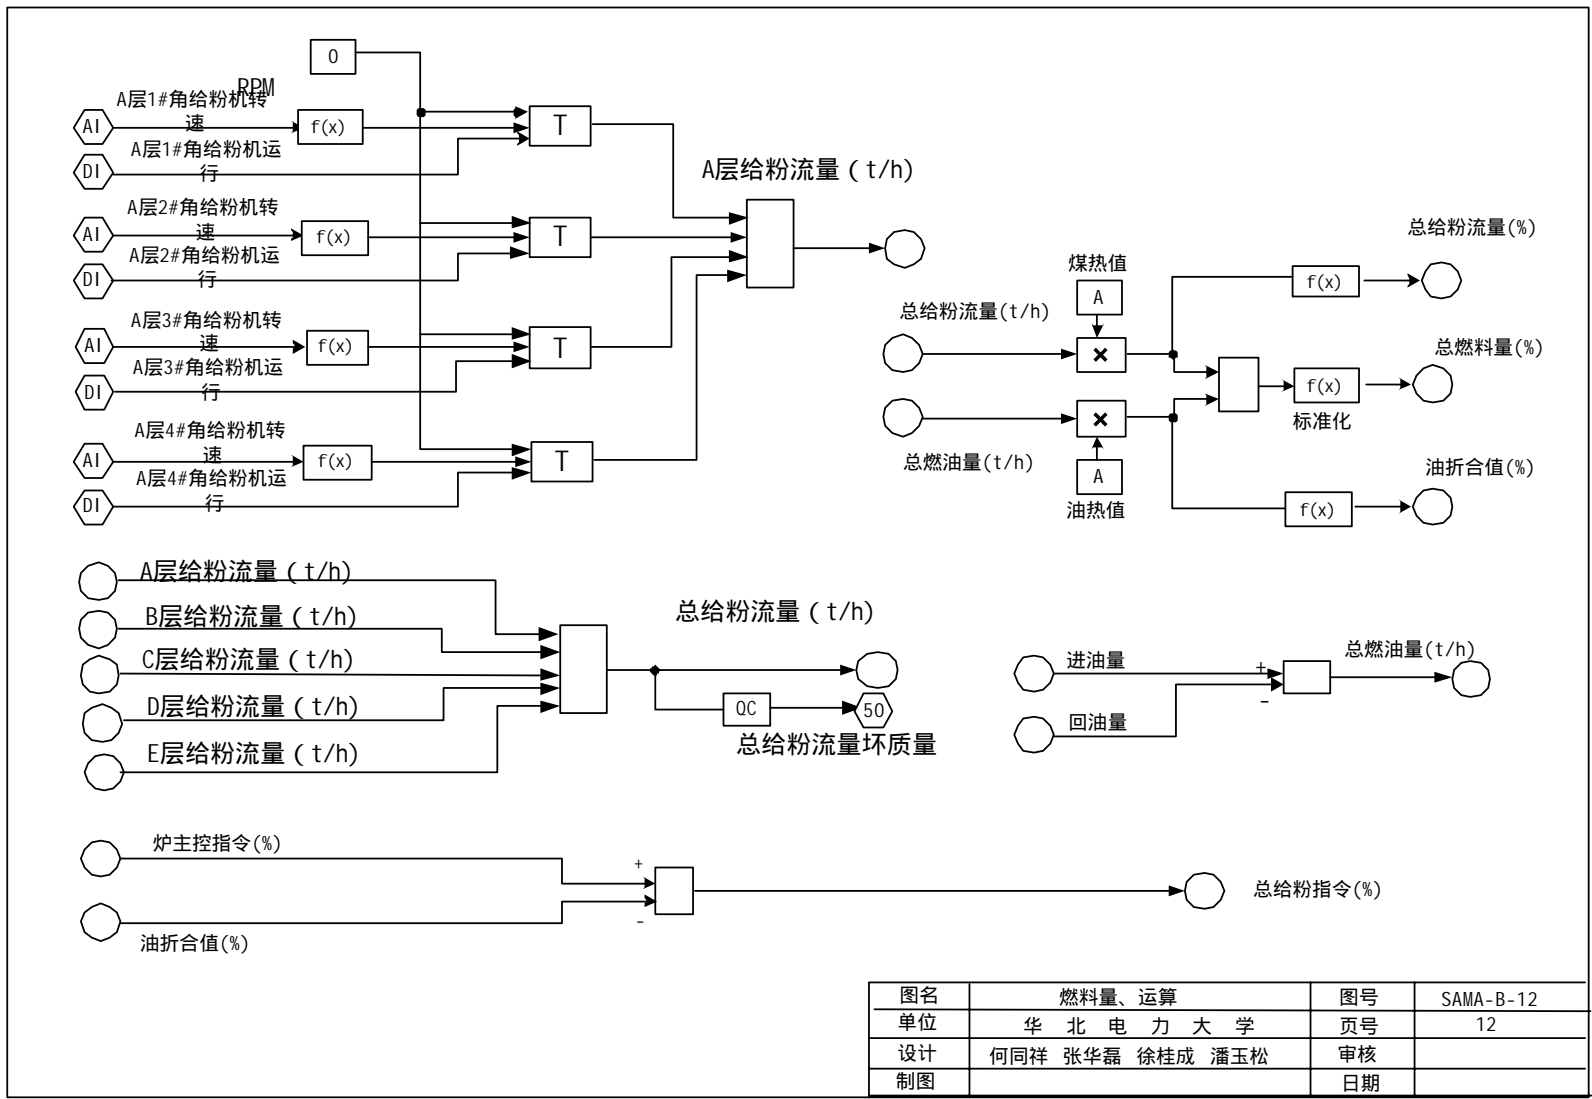 0
RPM
A层1#角给粉机转
速
AI
f(x)
T
A层1#角给粉机运
行
DI
A层给粉流量(t/h)
A层2#角给粉机转
速
AI
f(x)
T
A层2#角给粉机运
行
DI
A层3#角给粉机转
速
AI
f(x)
T
A层3#角给粉机运
行
DI
A层4#角给粉机转
速
AI
f(x)
T
A层4#角给粉机运
行
DI
总给粉流量(%)
煤热值
A
f(x)
总给粉流量(t/h)
×
总燃料量(%)
f(x)
标准化
×
总燃油量(t/h)
A
油热值
油折合值(%)
f(x)
A层给粉流量(t/h)
B层给粉流量(t/h)
C层给粉流量(t/h)
D层给粉流量(t/h)
E层给粉流量(t/h)
总给粉流量(t/h)
QC
50
总给粉流量坏质量
进油量
+
-
回油量
总燃油量(t/h)
炉主控指令(%)
+
-
油折合值(%)
总给粉指令(%)
图名 燃料量、运算 图号 SAMA-B-12
单位 华 北 电 力 大 学 页号 12
设计 何同祥 张华磊 徐桂成 潘玉松 审核
制图 日期